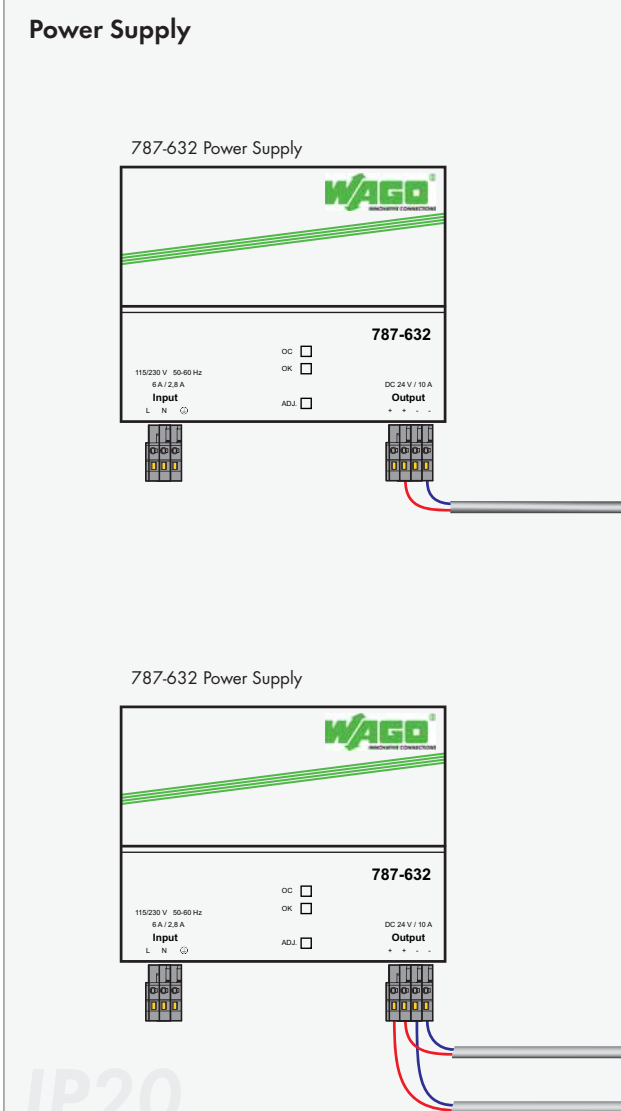 Power Supply
787-632 Power Supply
WAGO®
INNOVATIVE CONNECTIONS
787-632
OC
OK
115/230 V 50-60 Hz
6 A / 2,8 A
Input
L N
ADJ.
DC 24 V / 10 A
Output
+ + - -
787-632 Power Supply
WAGO®
INNOVATIVE CONNECTIONS
787-632
OC
OK
115/230 V 50-60 Hz
6 A / 2,8 A
Input
L N
ADJ.
DC 24 V / 10 A
Output
+ + - -
IP20